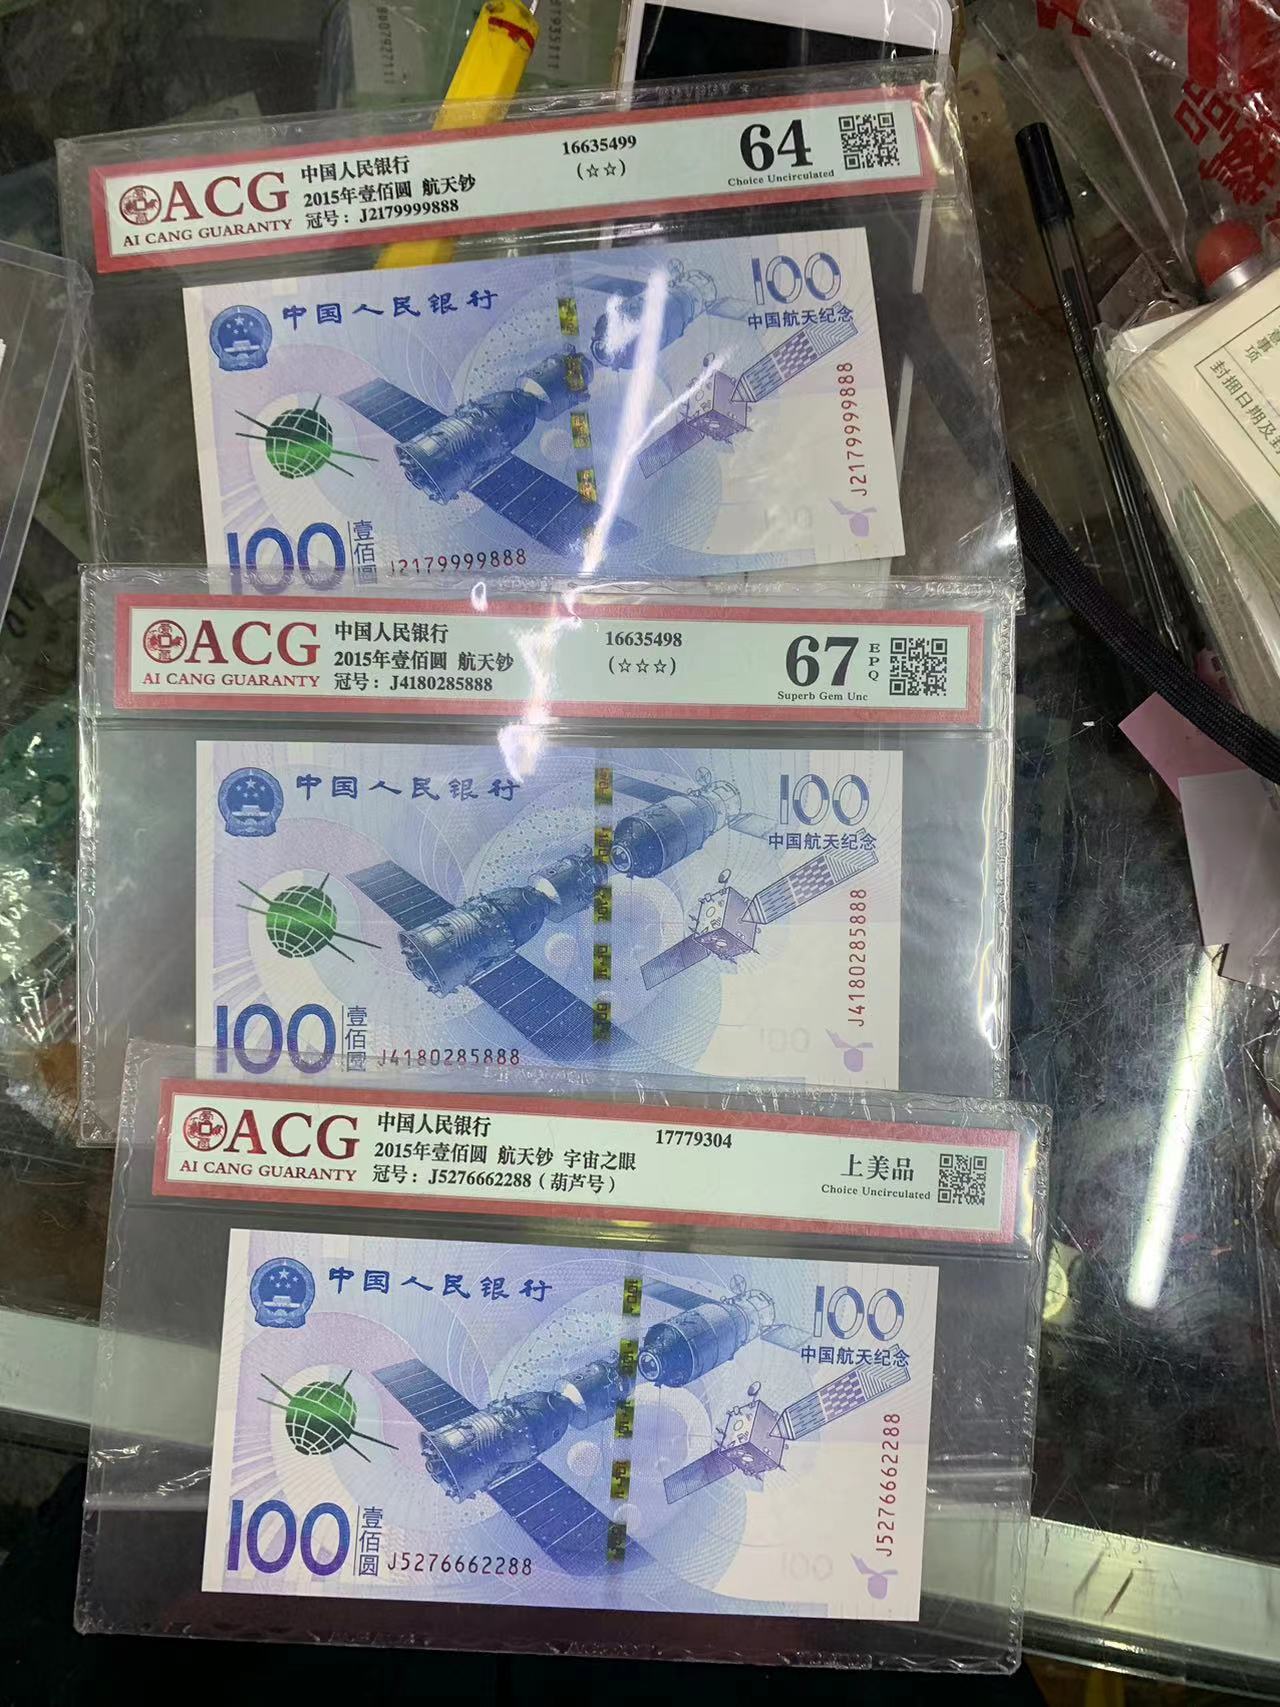 ACG
AI CANG GUARANTY
中国人民银行
2015年壹佰圆 航天钞
冠号：J2179999888
16635499
(☆☆)
64
Choice Uncirculated
中国人民银行
100
中国航天纪念
J2179999888
100
壹佰圆
J2179999888
ACG
AI CANG GUARANTY
中国人民银行
2015年壹佰圆 航天钞
冠号：J4180285888
16635498
(☆☆☆)
67
EPQ
Superb Gem Unc
中国人民银行
100
中国航天纪念
J4180285888
100
壹佰圆
J4180285888
ACG
AI CANG GUARANTY
中国人民银行
2015年壹佰圆 航天钞 宇宙之眼
冠号：J5276662288（葫芦号）
17779304
上美品
Choice Uncirculated
中国人民银行
100
中国航天纪念
J5276662288
100
壹佰圆
J5276662288
封捆日期及